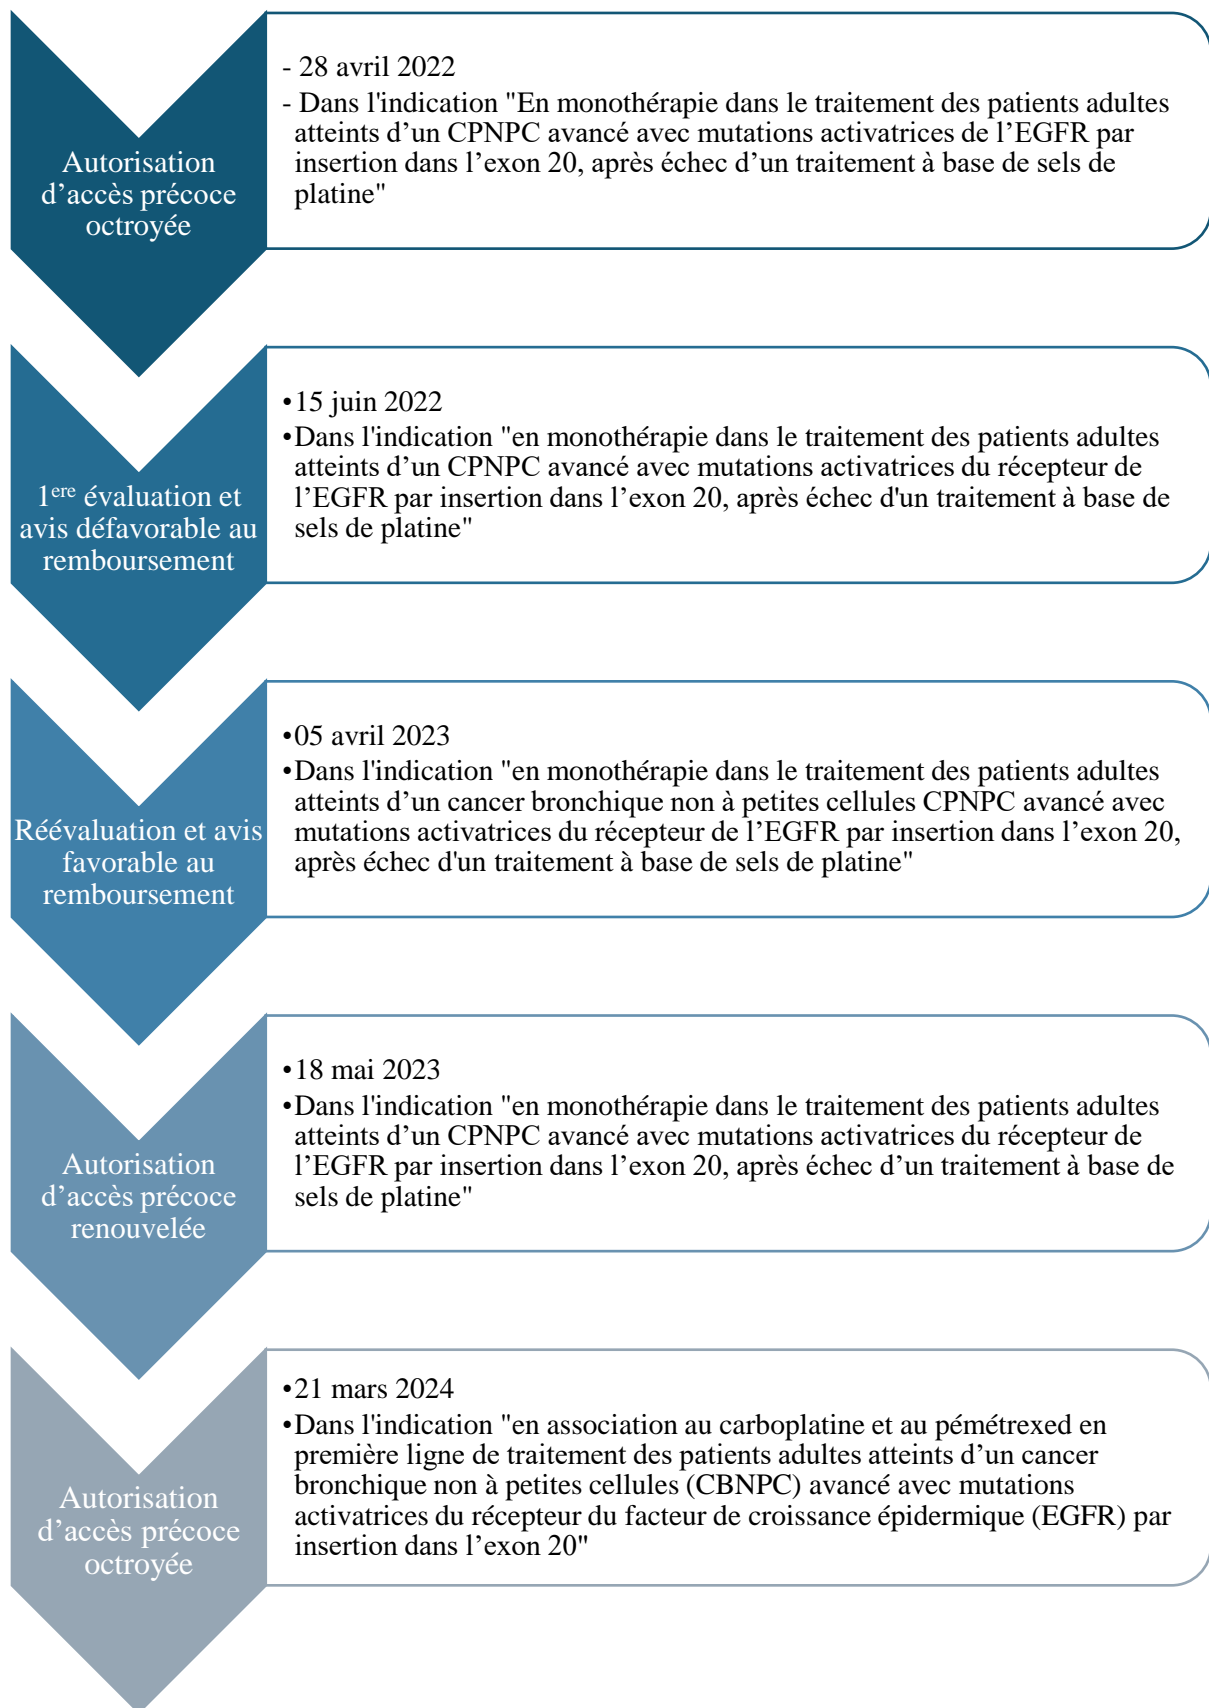 Autorisation
d’accès précoce
octroyée
- 28 avril 2022
- Dans l'indication "En monothérapie dans le traitement des patients adultes
atteints d’un CPNPC avancé avec mutations activatrices de l’EGFR par
insertion dans l’exon 20, après échec d’un traitement à base de sels de
platine"
1ere évaluation et
avis défavorable au
remboursement
•15 juin 2022
•Dans l'indication "en monothérapie dans le traitement des patients adultes
atteints d’un CPNPC avancé avec mutations activatrices du récepteur de
l’EGFR par insertion dans l’exon 20, après échec d'un traitement à base de
sels de platine"
Réévaluation et avis
favorable au
remboursement
•05 avril 2023
•Dans l'indication "en monothérapie dans le traitement des patients adultes
atteints d’un cancer bronchique non à petites cellules CPNPC avancé avec
mutations activatrices du récepteur de l’EGFR par insertion dans l’exon 20,
après échec d'un traitement à base de sels de platine"
Autorisation
d’accès précoce
renouvelée
•18 mai 2023
•Dans l'indication "en monothérapie dans le traitement des patients adultes
atteints d’un CPNPC avancé avec mutations activatrices du récepteur de
l’EGFR par insertion dans l’exon 20, après échec d’un traitement à base de
sels de platine"
Autorisation
d’accès précoce
octroyée
•21 mars 2024
•Dans l'indication "en association au carboplatine et au pémétrexed en
première ligne de traitement des patients adultes atteints d’un cancer
bronchique non à petites cellules (CBNPC) avancé avec mutations
activatrices du récepteur du facteur de croissance épidermique (EGFR) par
insertion dans l’exon 20"